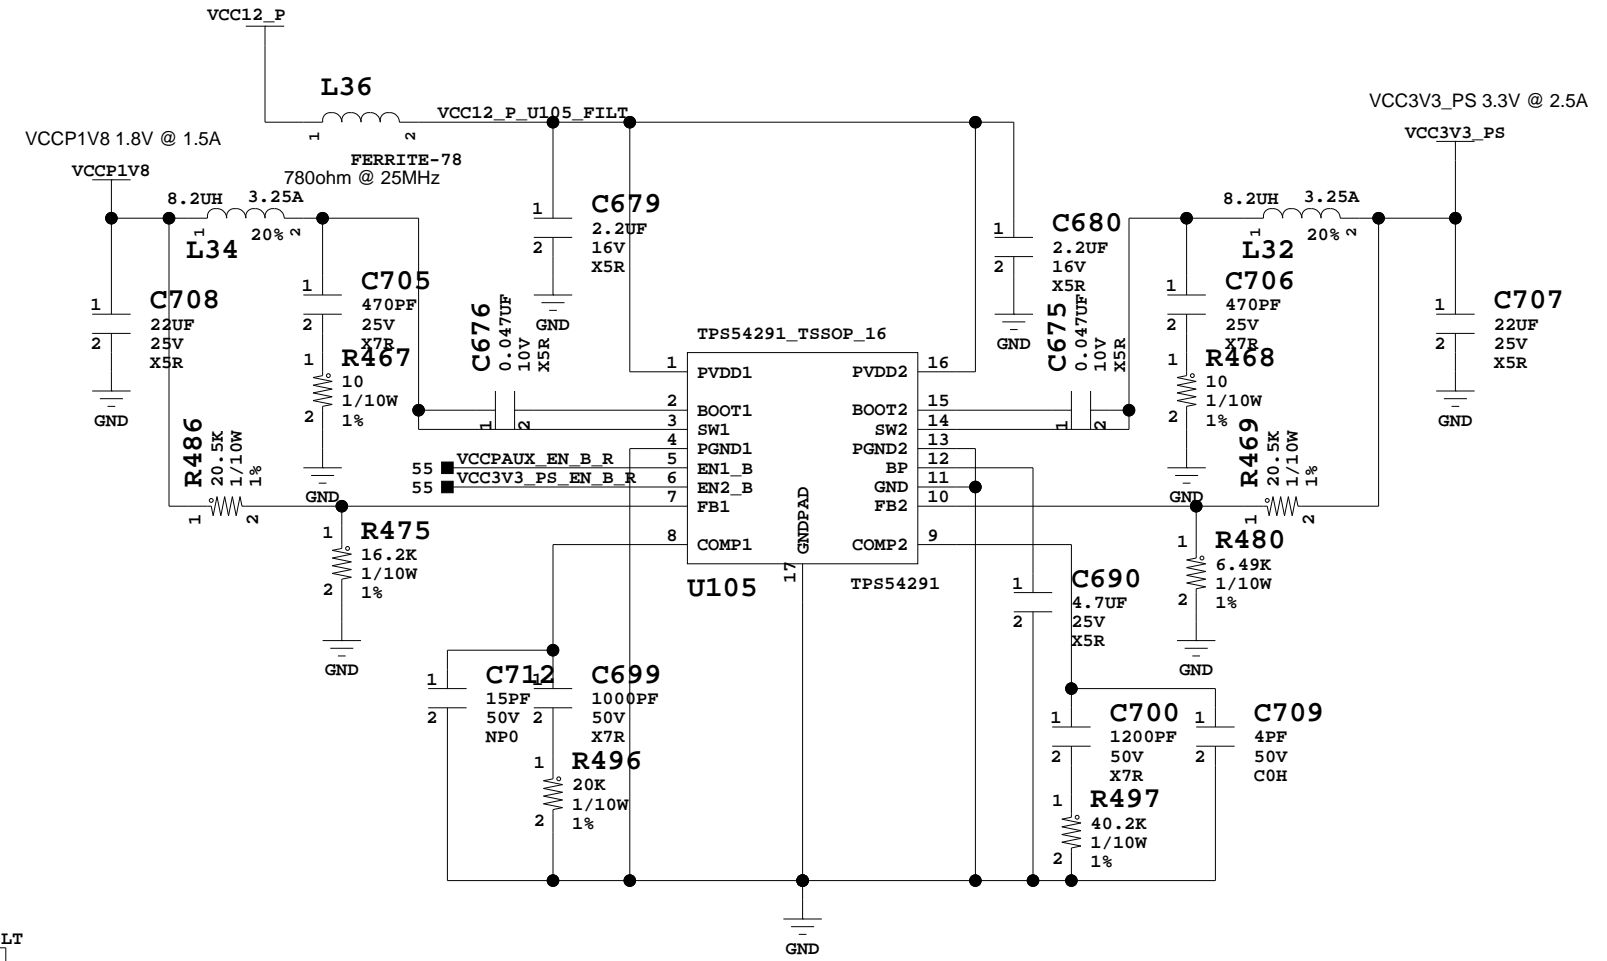 VCC12_P
L36
1
2
VCC12_P_U105_FILT
FERRITE-78
780ohm @ 25MHz
VCCP1V8 1.8V @ 1.5A
VCCP1V8
8.2UH 3.25A
1
20%
2
L34
VCC3V3_PS 3.3V @ 2.5A
VCC3V3_PS
8.2UH 3.25A
1
20%
2
L32
1
2
C679
2.2UF
16V
X5R
GND
1
2
C680
2.2UF
16V
X5R
GND
1
2
C708
22UF
25V
X5R
GND
1
2
C705
470PF
25V
X7R
1
2
R467
10
1/10W
1%
GND
C676
0.047UF
10V
X5R
1
2
C675
0.047UF
10V
X5R
1
2
1
2
C706
470PF
25V
X7R
1
2
R468
10
1/10W
1%
GND
1
2
C707
22UF
25V
X5R
GND
TPS54291_TSSOP_16
1 PVDD1
2 BOOT1
3 SW1
4 PGND1
5 EN1_B
6 EN2_B
7 FB1
8 COMP1
PVDD2 16
BOOT2 15
SW2 14
PGND2 13
BP 12
GND 11
FB2 10
COMP2 9
GNDPAD
17
U105
TPS54291
55 VCCPAUX_EN_B_R
55 VCC3V3_PS_EN_B_R
R486
20.5K
1/10W
1%
1
2
1
2
R475
16.2K
1/10W
1%
GND
R469
20.5K
1/10W
1%
1
2
1
2
R480
6.49K
1/10W
1%
GND
1
2
C690
4.7UF
25V
X5R
1
2
C712
15PF
50V
NP0
1
2
C699
1000PF
50V
X7R
1
2
R496
20K
1/10W
1%
1
2
C700
1200PF
50V
X7R
1
2
C709
4PF
50V
C0H
1
2
R497
40.2K
1/10W
1%
GND
LT